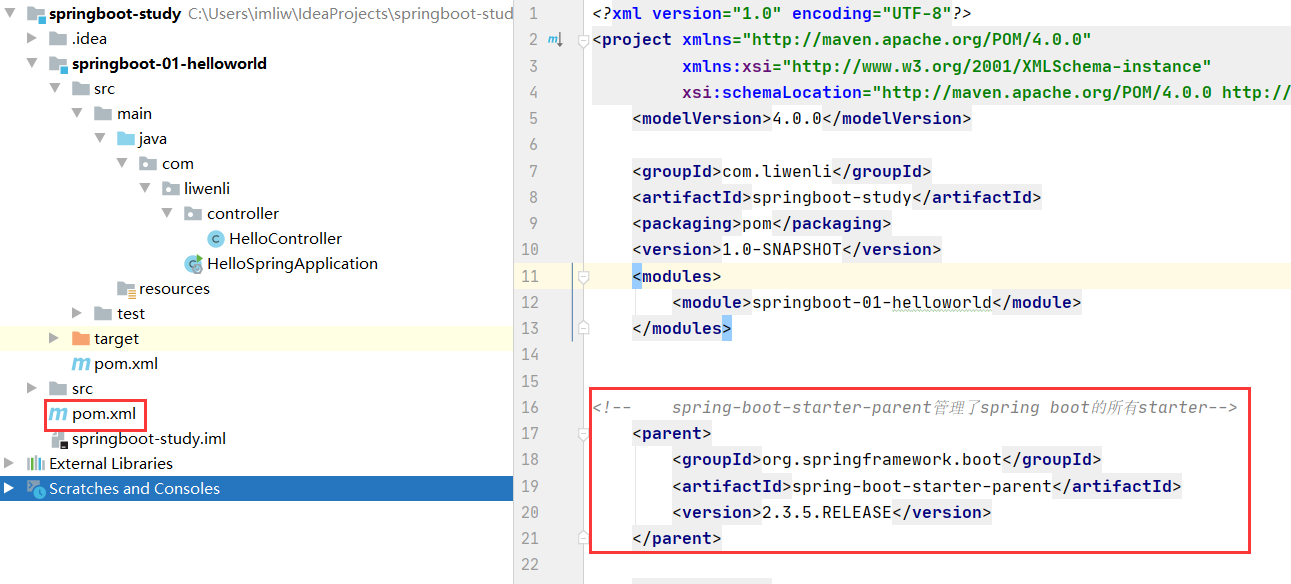 springboot-study C:\Users\imliw\IdeaProjects\springboot-stud
.idea
springboot-01-helloworld
src
main
java
com
liwenli
controller
HelloController
HelloSpringApplication
resources
test
target
pom.xml
src
pom.xml
springboot-study.iml
External Libraries
Scratches and Consoles
1 <?xml version="1.0" encoding="UTF-8"?>
2 <project xmlns="http://maven.apache.org/POM/4.0.0"
3 xmlns:xsi="http://www.w3.org/2001/XMLSchema-instance"
4 xsi:schemaLocation="http://maven.apache.org/POM/4.0.0 http://
5 <modelVersion>4.0.0</modelVersion>
6
7 <groupId>com.liwenli</groupId>
8 <artifactId>springboot-study</artifactId>
9 <packaging>pom</packaging>
10 <version>1.0-SNAPSHOT</version>
11 <modules>
12 <module>springboot-01-helloworld</module>
13 </modules>
14
15
16 <!-- spring-boot-starter-parent管理了spring boot的所有starter-->
17 <parent>
18 <groupId>org.springframework.boot</groupId>
19 <artifactId>spring-boot-starter-parent</artifactId>
20 <version>2.3.5.RELEASE</version>
21 </parent>
22